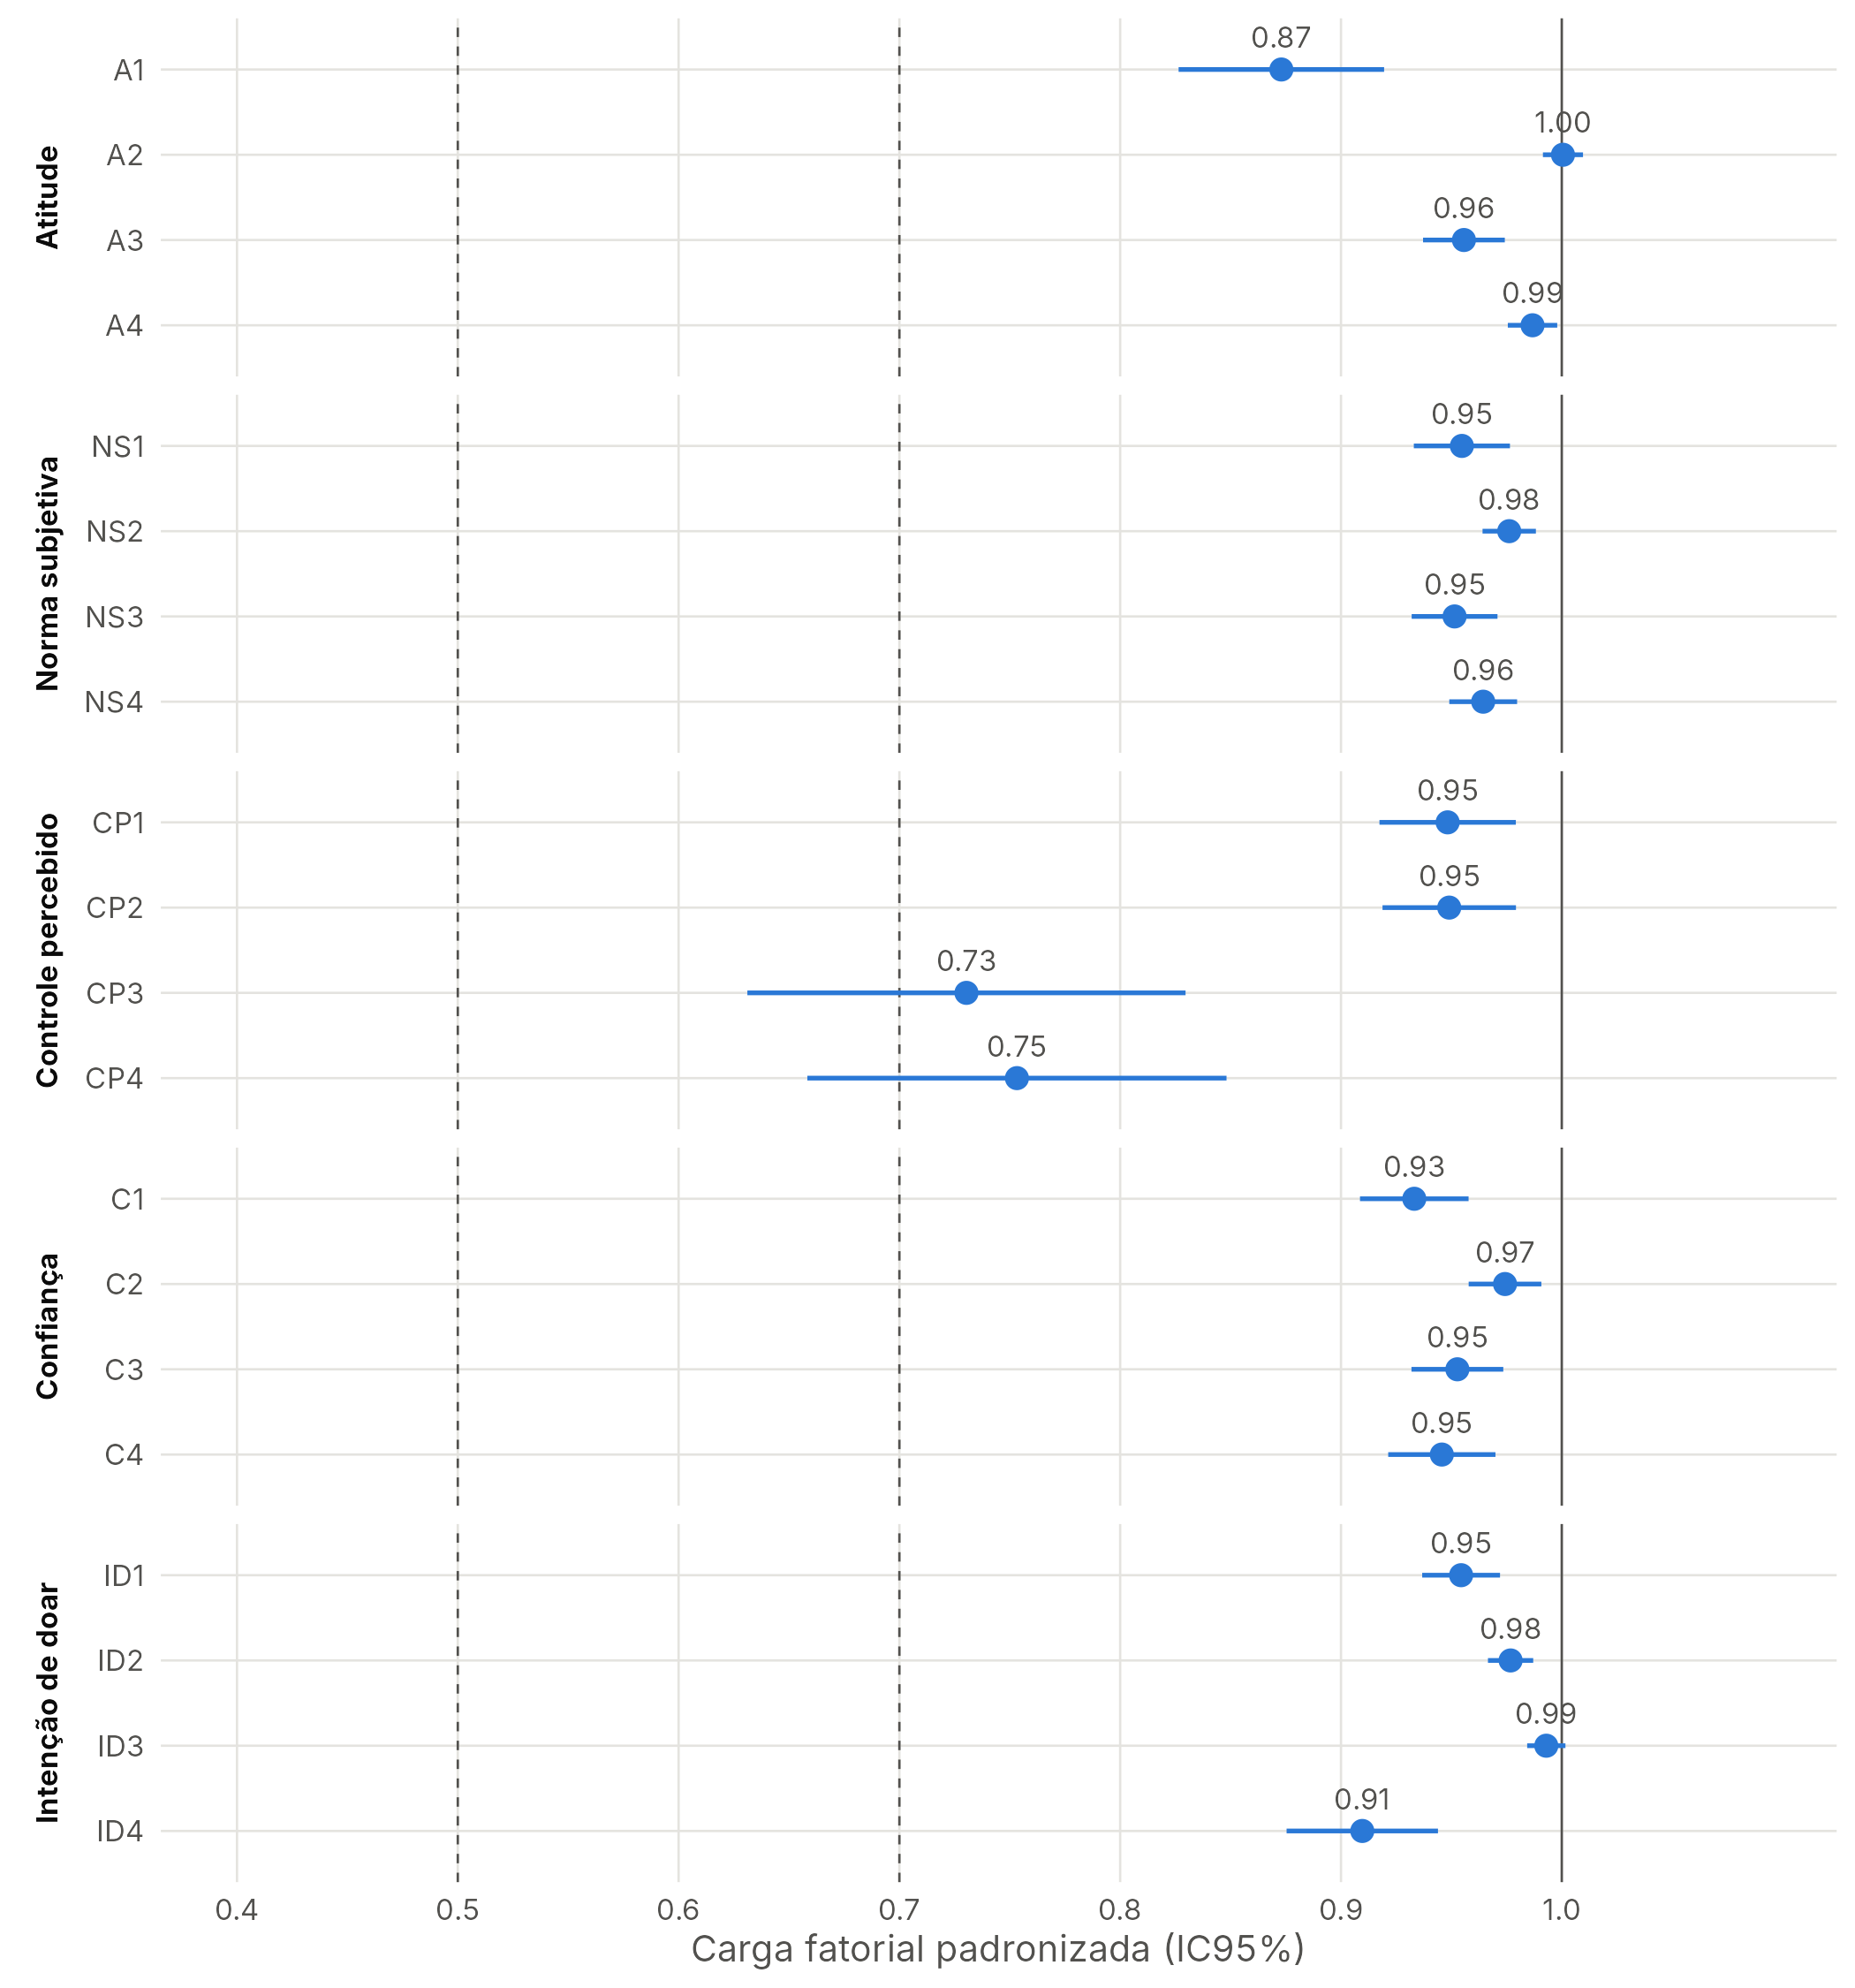 Atitude
A1
0.87
A2
1.00
A3
0.96
A4
0.99
Norma subjetiva
NS1
0.95
NS2
0.98
NS3
0.95
NS4
0.96
Controle percebido
CP1
0.95
CP2
0.95
CP3
0.73
CP4
0.75
Confiança
C1
0.93
C2
0.97
C3
0.95
C4
0.95
Intenção de doar
ID1
0.95
ID2
0.98
ID3
0.99
ID4
0.91
0.4 0.5 0.6 0.7 0.8 0.9 1.0
Carga fatorial padronizada (IC95%)